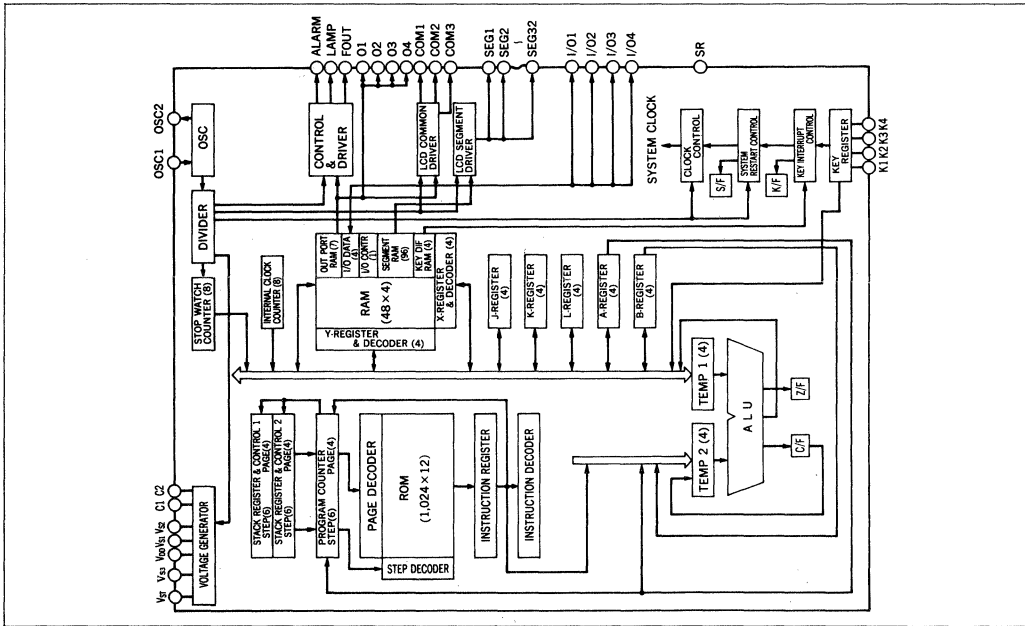 ALARM
LAMP
FOUT
O1
O2
O3
O4
COM1
COM2
COM3
SEG1
SEG2
SEG32
I/O1
I/O2
I/O3
I/O4
SR
OSC2
OSC1
OSC
DIVIDER
CONTROL
& DRIVER
LCD COMMON
DRIVER
LCD SEGMENT
DRIVER
SYSTEM CLOCK
CLOCK
CONTROL
S/F
SYSTEM
RESTART CONTROL
K/F
KEY INTERRUPT
CONTROL
KEY
REGISTER
K1 K2 K3 K4
STOP WATCH
COUNTER (8)
INTERNAL CLOCK
COUNTER (8)
OUT PORT
RAM (7)
I/O DATA
(4)
I/O CONTR
(1)
SEGMENT
RAM
(96)
KEY DIF
RAM (4)
RAM
(48×4)
X-REGISTER
& DECODER (4)
Y-REGISTER
& DECODER (4)
J-REGISTER
(4)
K-REGISTER
(4)
L-REGISTER
(4)
A-REGISTER
(4)
B-REGISTER
(4)
C2
C1
VS2
VS1
VDD
VS3
VST
VOLTAGE GENERATOR
STACK REGISTER & CONTROL 1
STEP(6) PAGE(4)
STACK REGISTER & CONTROL 2
STEP(6) PAGE(4)
PROGRAM COUNTER
STEP(6) PAGE(4)
PAGE DECODER
ROM
(1,024×12)
STEP DECODER
INSTRUCTION REGISTER
INSTRUCTION DECODER
TEMP 1 (4)
TEMP 2 (4)
ALU
Z/F
C/F